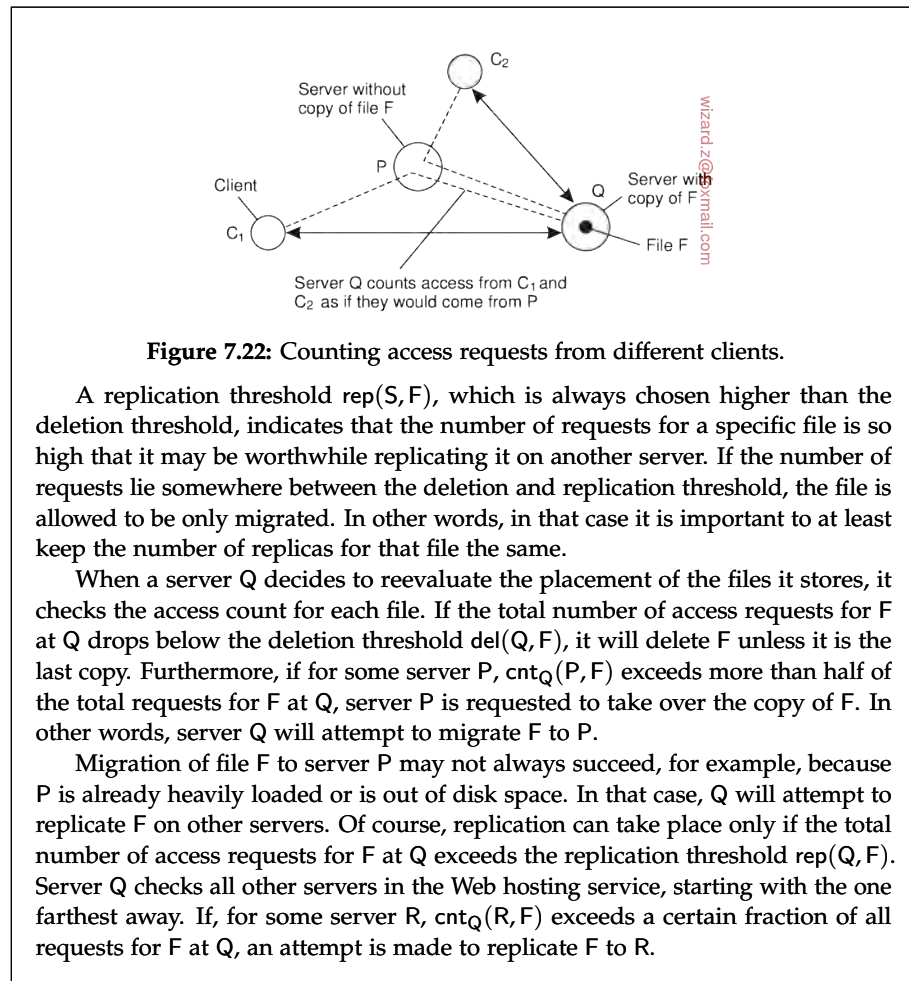 C2
Server without
copy of file F
P
Client
C1
Q
Server with
copy of F
File F
Server Q counts access from C1 and
C2 as if they would come from P
wizard.z@foxmail.com
Figure 7.22: Counting access requests from different clients.
A replication threshold rep(S,F), which is always chosen higher than the
deletion threshold, indicates that the number of requests for a specific file is so
high that it may be worthwhile replicating it on another server. If the number of
requests lie somewhere between the deletion and replication threshold, the file is
allowed to be only migrated. In other words, in that case it is important to at least
keep the number of replicas for that file the same.
When a server Q decides to reevaluate the placement of the files it stores, it
checks the access count for each file. If the total number of access requests for F
at Q drops below the deletion threshold del(Q,F), it will delete F unless it is the
last copy. Furthermore, if for some server P, cntQ(P,F) exceeds more than half of
the total requests for F at Q, server P is requested to take over the copy of F. In
other words, server Q will attempt to migrate F to P.
Migration of file F to server P may not always succeed, for example, because
P is already heavily loaded or is out of disk space. In that case, Q will attempt to
replicate F on other servers. Of course, replication can take place only if the total
number of access requests for F at Q exceeds the replication threshold rep(Q,F).
Server Q checks all other servers in the Web hosting service, starting with the one
farthest away. If, for some server R, cntQ(R,F) exceeds a certain fraction of all
requests for F at Q, an attempt is made to replicate F to R.